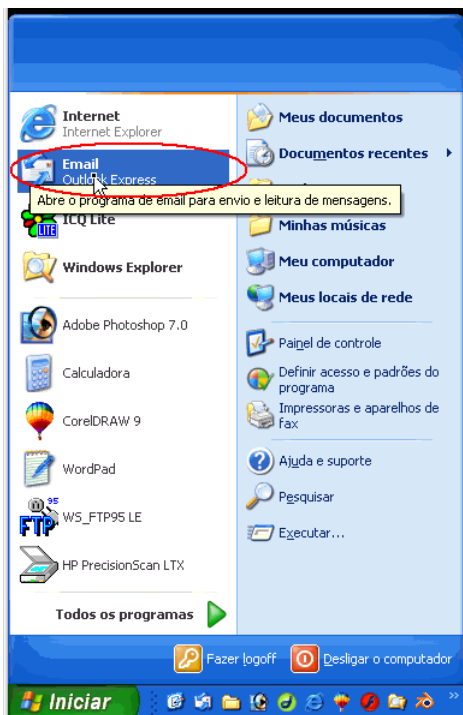 Internet
Internet Explorer
Email
Outlook Express
Abre o programa de email para envio e leitura de mensagens.
ICQ Lite
Windows Explorer
Adobe Photoshop 7.0
Calculadora
CorelDRAW 9
WordPad
WS_FTP95 LE
HP PrecisionScan LTX
Todos os programas
Meus documentos
Documentos recentes
Minhas músicas
Meu computador
Meus locais de rede
Painel de controle
Definir acesso e padrões do
programa
Impressoras e aparelhos de
fax
Ajuda e suporte
Pesquisar
Executar...
Fazer logoff
Desligar o computador
Iniciar